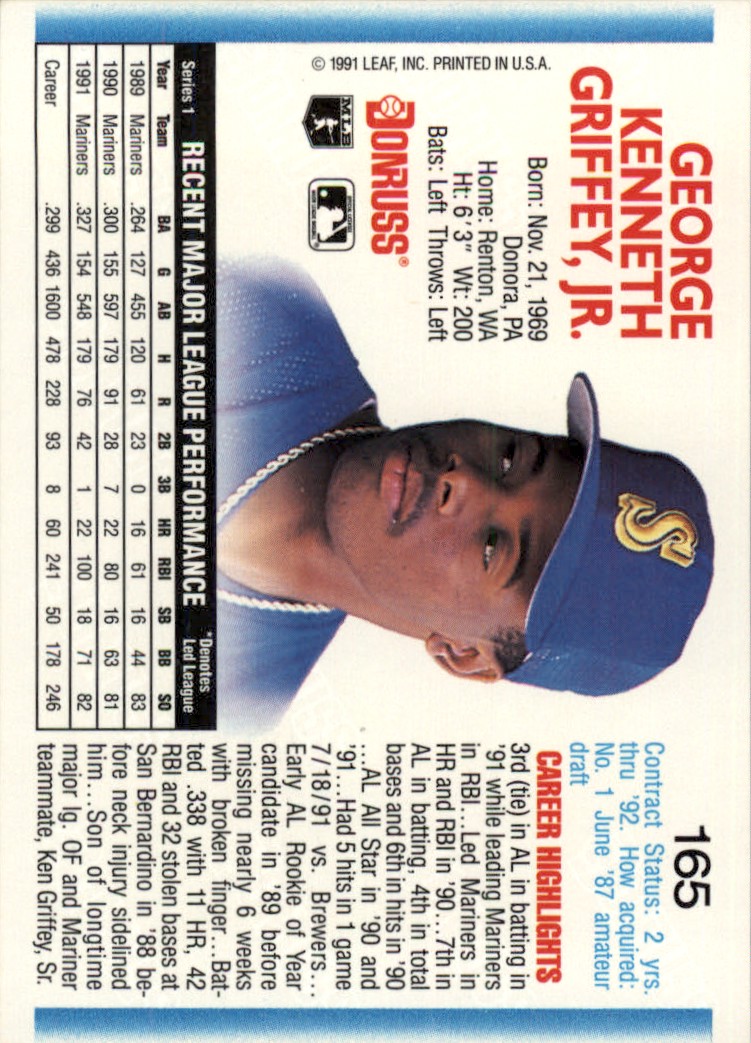 GEORGE
KENNETH
GRIFFEY, JR.
Born: Nov. 21, 1969
Donora, PA
Home: Renton, WA
Ht: 6'3" Wt: 200
Bats: Left Throws: Left
DONRUSS®
MLB
© 1991 LEAF, INC. PRINTED IN U.S.A.
S
165
Contract Status: 2 yrs.
thru '92. How acquired:
No. 1 June '87 amateur
draft
CAREER HIGHLIGHTS
3rd (tie) in AL in batting in
'91 while leading Mariners
in RBI...Led Mariners in
HR and RBI in '90...7th in
AL in batting, 4th in total
bases and 6th in hits in '90
...AL All Star in '90 and
'91...Had 5 hits in 1 game
7/18/91 vs. Brewers...
Early AL Rookie of Year
candidate in '89 before
missing nearly 6 weeks
with broken finger...Bat-
ted .338 with 11 HR, 42
RBI and 32 stolen bases at
San Bernardino in '88 be-
fore neck injury sidelined
him...Son of longtime
major lg. OF and Mariner
teammate, Ken Griffey, Sr.
Series 1 RECENT MAJOR LEAGUE PERFORMANCE *Denotes
Led League
Year Team BA G AB H R 2B 3B HR RBI SB BB SO
1989 Mariners .264 127 455 120 61 23 0 16 61 16 44 83
1990 Mariners .300 155 597 179 91 28 7 22 80 16 63 81
1991 Mariners .327 154 548 179 76 42 1 22 100 18 71 82
Career .299 436 1600 478 228 93 8 60 241 50 178 246